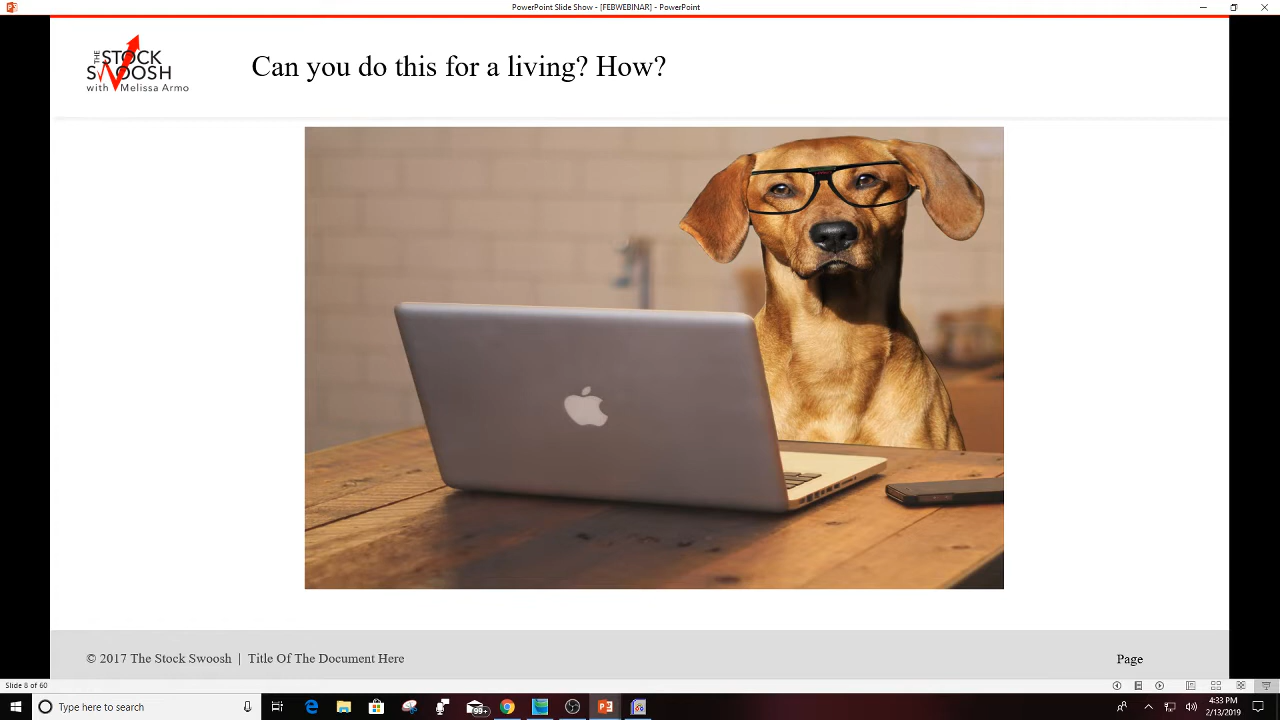 PowerPoint Slide Show - [FEBWEBINAR] - PowerPoint
THE
STOCK
SWOOSH
with Melissa Armo
Can you do this for a living? How?
© 2017 The Stock Swoosh | Title Of The Document Here
Page
Slide 8 of 60
Type here to search
99+
4:33 PM
2/13/2019